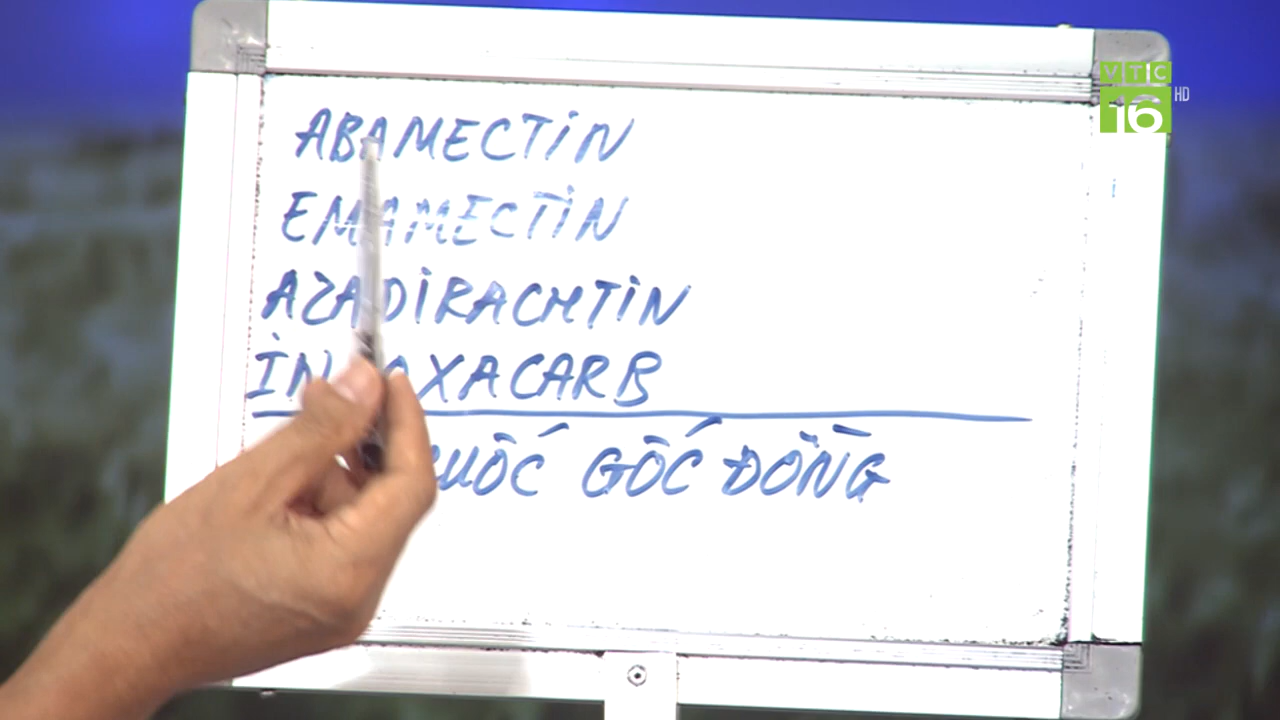 ABAMECTIN
EMAMECTIN
AZADIRACHTIN
GỐC ĐỒNG
VTC
16 HD